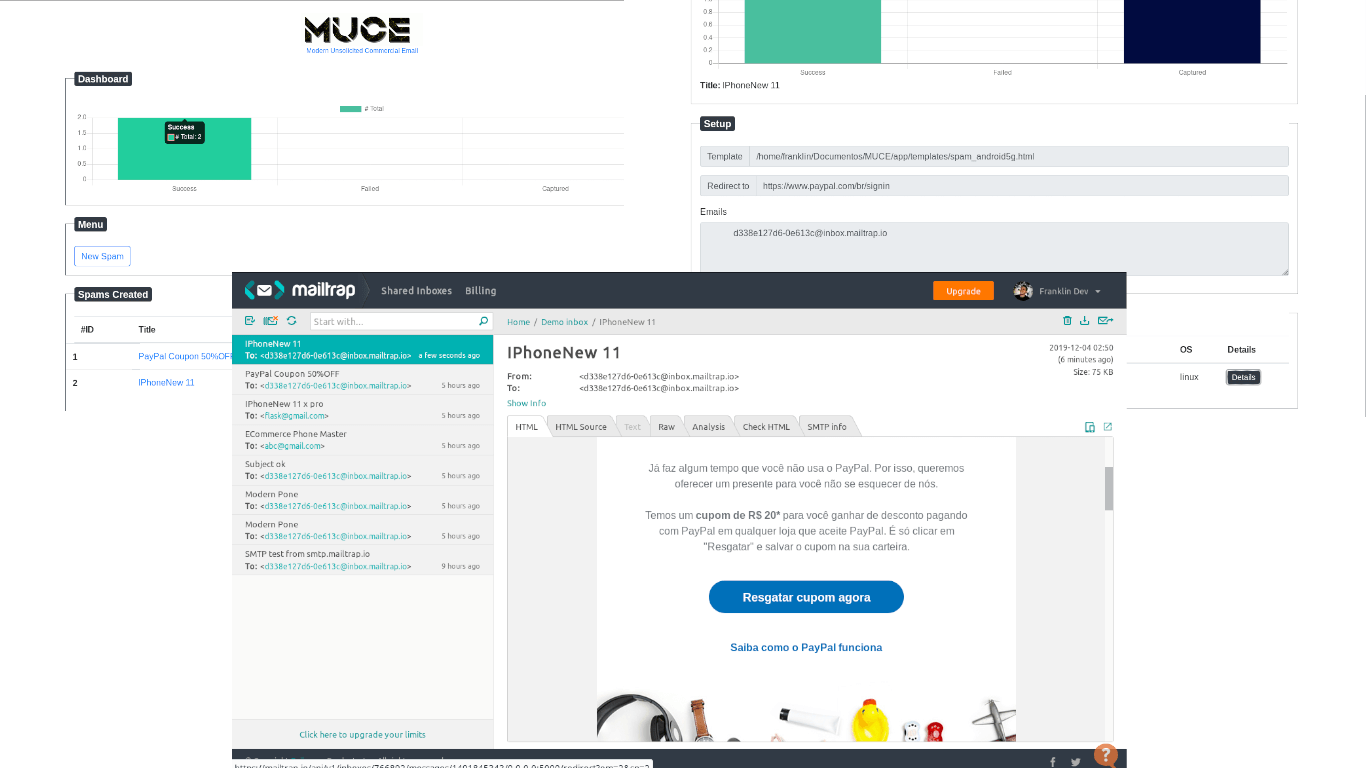 MUCE
Modern Unsolicited Commercial Email
Dashboard
# Total
2.0
1.5
1.0
0.5
0
Success
# Total: 2
Success
Failed
Captured
Menu
New Spam
Spams Created
#ID
Title
1
PayPal Coupon 50%OFF
2
IPhoneNew 11
0.8
0.6
0.4
0.2
0
Success
Failed
Captured
Title: IPhoneNew 11
Setup
Template
/home/franklin/Documentos/MUCE/app/templates/spam_android5g.html
Redirect to
https://www.paypal.com/br/signin
Emails
d338e127d6-0e613c@inbox.mailtrap.io
OS
Details
linux
Details
mailtrap
Shared Inboxes
Billing
Upgrade
Franklin Dev
Start with...
IPhoneNew 11
To: <d338e127d6-0e613c@inbox.mailtrap.io>
a few seconds ago
PayPal Coupon 50%OFF
To: <d338e127d6-0e613c@inbox.mailtrap.io>
5 hours ago
IPhoneNew 11 x pro
To: <flask@gmail.com>
5 hours ago
ECommerce Phone Master
To: <abc@gmail.com>
5 hours ago
Subject ok
To: <d338e127d6-0e613c@inbox.mailtrap.io>
5 hours ago
Modern Pone
To: <d338e127d6-0e613c@inbox.mailtrap.io>
5 hours ago
Modern Pone
To: <d338e127d6-0e613c@inbox.mailtrap.io>
5 hours ago
SMTP test from smtp.mailtrap.io
To: <d338e127d6-0e613c@inbox.mailtrap.io>
9 hours ago
Click here to upgrade your limits
Home / Demo inbox / IPhoneNew 11
IPhoneNew 11
2019-12-04 02:50
(6 minutes ago)
Size: 75 KB
From: <d338e127d6-0e613c@inbox.mailtrap.io>
To: <d338e127d6-0e613c@inbox.mailtrap.io>
Show Info
HTML
HTML Source
Text
Raw
Analysis
Check HTML
SMTP info
Já faz algum tempo que você não usa o PayPal. Por isso, queremos
oferecer um presente para você não se esquecer de nós.
Temos um cupom de R$ 20* para você ganhar de desconto pagando
com PayPal em qualquer loja que aceite PayPal. É só clicar em
"Resgatar" e salvar o cupom na sua carteira.
Resgatar cupom agora
Saiba como o PayPal funciona
?